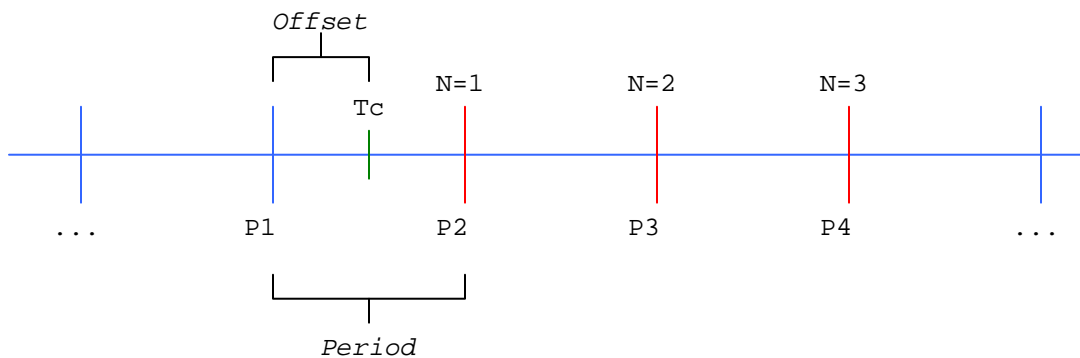 Offset
N=1 N=2 N=3
Tc
... P1 P2 P3 P4 ...
Period